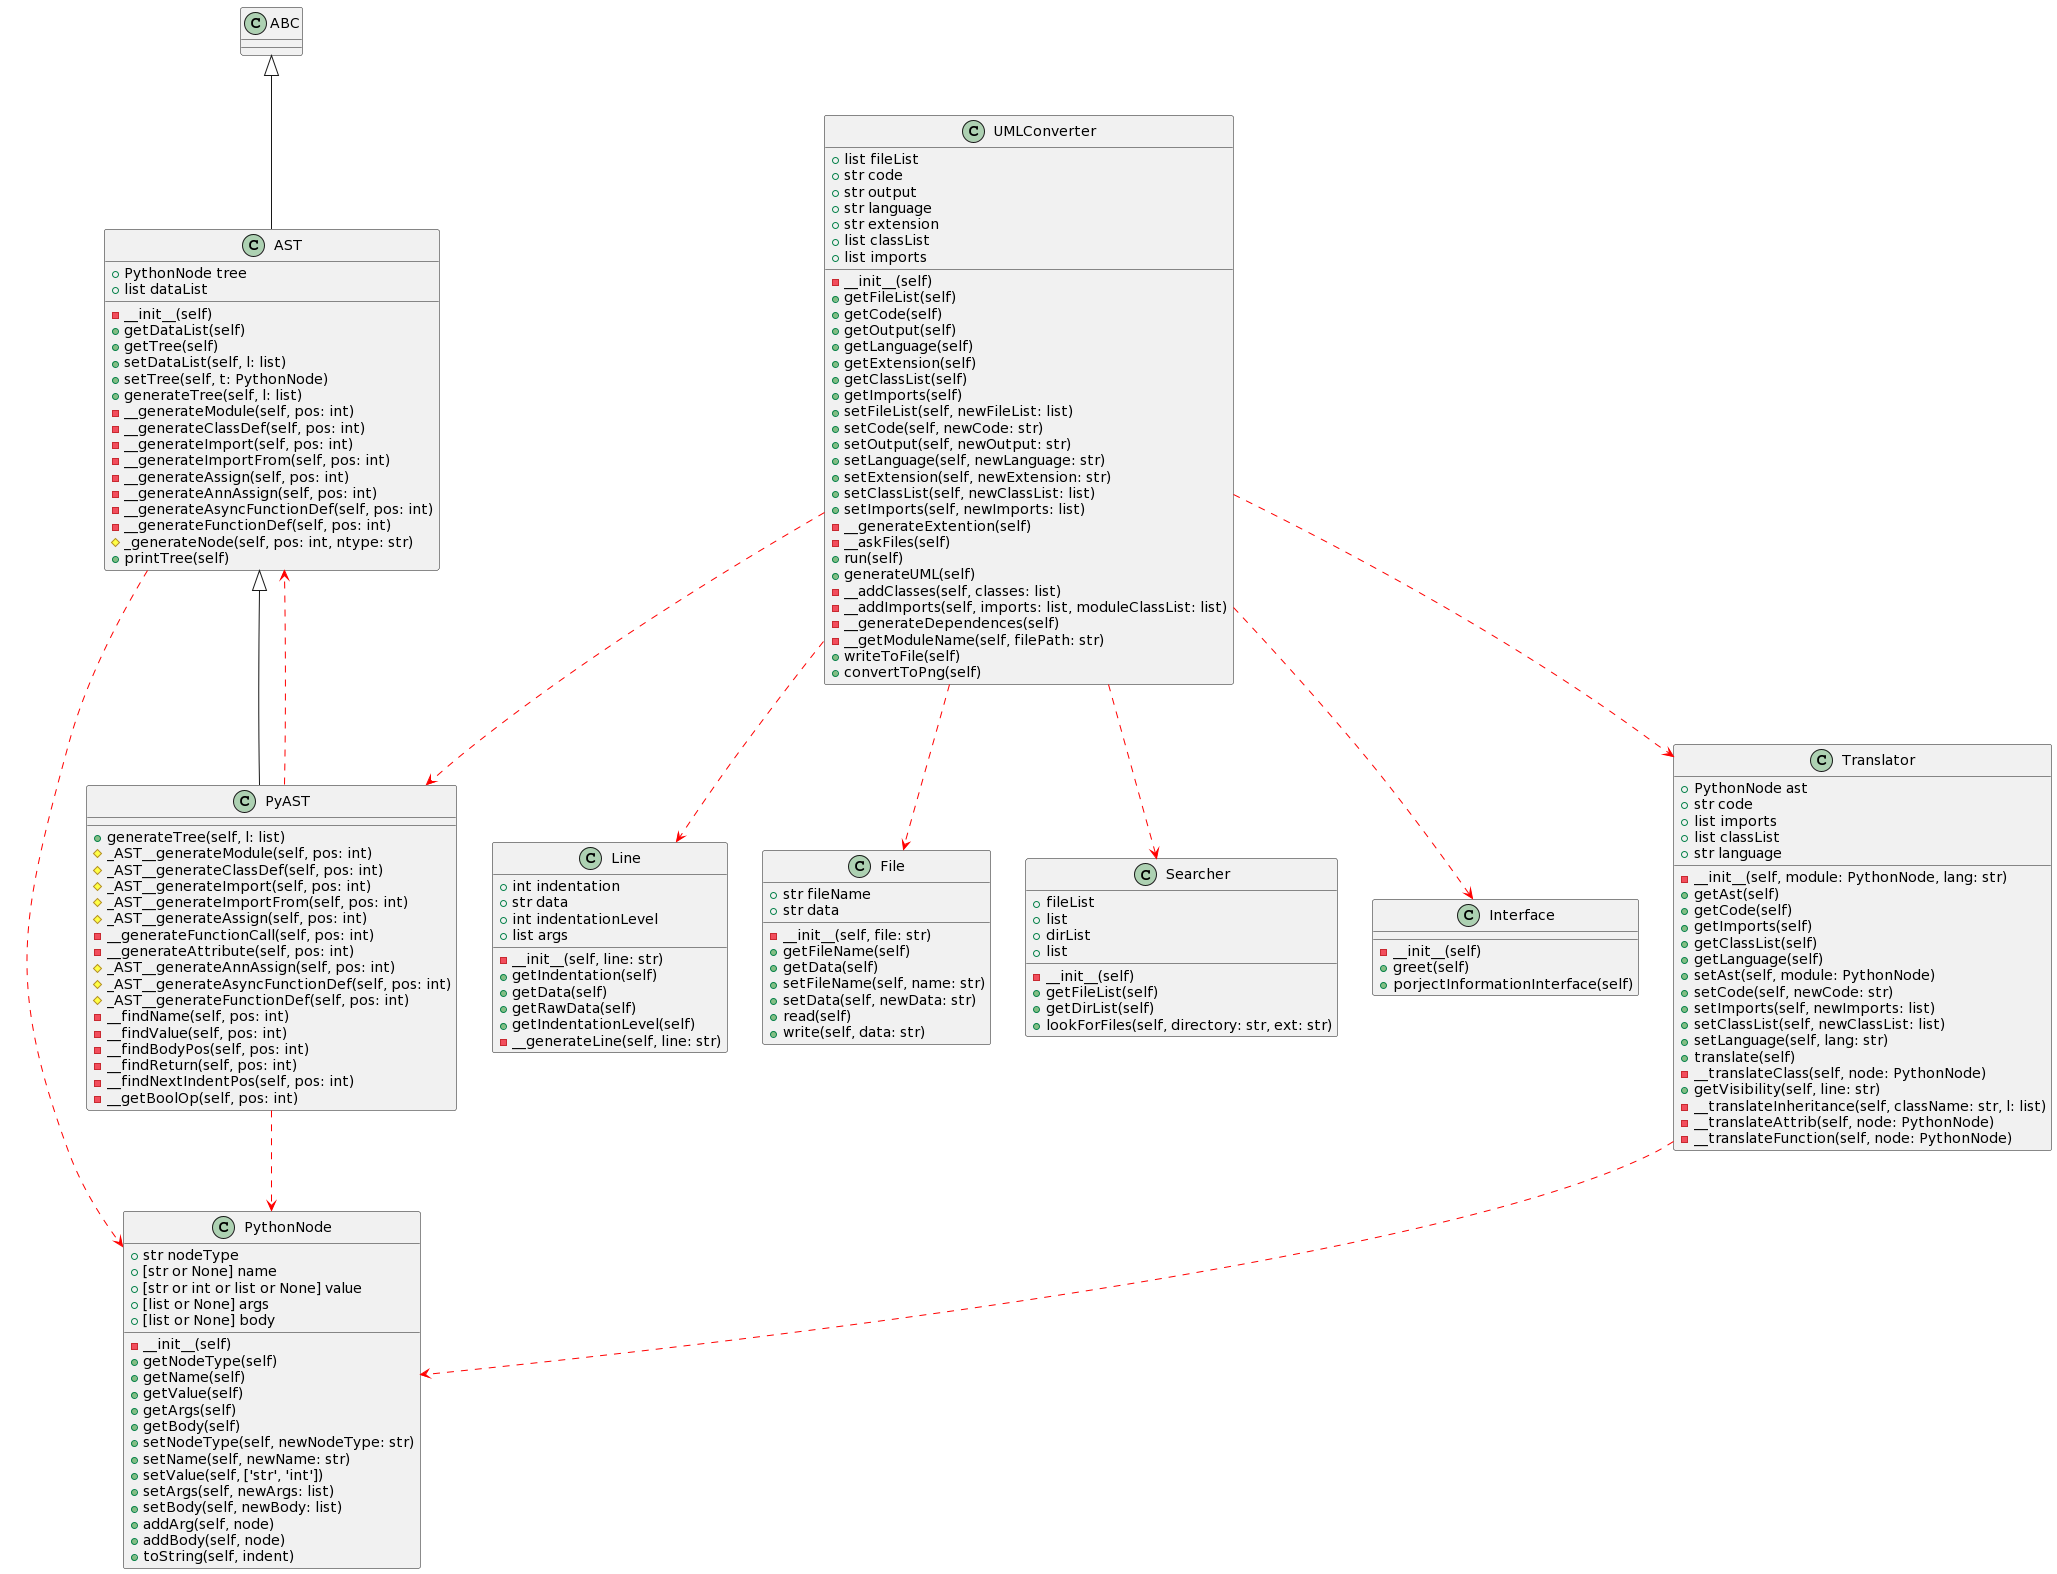 C ABC
C UMLConverter
list fileList
str code
str output
str language
str extension
list classList
list imports
__init__(self)
getFileList(self)
getCode(self)
getOutput(self)
getLanguage(self)
getExtension(self)
getClassList(self)
getImports(self)
setFileList(self, newFileList: list)
setCode(self, newCode: str)
setOutput(self, newOutput: str)
setLanguage(self, newLanguage: str)
setExtension(self, newExtension: str)
setClassList(self, newClassList: list)
setImports(self, newImports: list)
__generateExtention(self)
__askFiles(self)
run(self)
generateUML(self)
__addClasses(self, classes: list)
__addImports(self, imports: list, moduleClassList: list)
__generateDependences(self)
__getModuleName(self, filePath: str)
writeToFile(self)
convertToPng(self)
C AST
PythonNode tree
list dataList
__init__(self)
getDataList(self)
getTree(self)
setDataList(self, l: list)
setTree(self, t: PythonNode)
generateTree(self, l: list)
__generateModule(self, pos: int)
__generateClassDef(self, pos: int)
__generateImport(self, pos: int)
__generateImportFrom(self, pos: int)
__generateAssign(self, pos: int)
__generateAnnAssign(self, pos: int)
__generateAsyncFunctionDef(self, pos: int)
__generateFunctionDef(self, pos: int)
_generateNode(self, pos: int, ntype: str)
printTree(self)
C PyAST
generateTree(self, l: list)
_AST__generateModule(self, pos: int)
_AST__generateClassDef(self, pos: int)
_AST__generateImport(self, pos: int)
_AST__generateImportFrom(self, pos: int)
_AST__generateAssign(self, pos: int)
__generateFunctionCall(self, pos: int)
__generateAttribute(self, pos: int)
_AST__generateAnnAssign(self, pos: int)
_AST__generateAsyncFunctionDef(self, pos: int)
_AST__generateFunctionDef(self, pos: int)
__findName(self, pos: int)
__findValue(self, pos: int)
__findBodyPos(self, pos: int)
__findReturn(self, pos: int)
__findNextIndentPos(self, pos: int)
__getBoolOp(self, pos: int)
C Line
int indentation
str data
int indentationLevel
list args
__init__(self, line: str)
getIndentation(self)
getData(self)
getRawData(self)
getIndentationLevel(self)
__generateLine(self, line: str)
C File
str fileName
str data
__init__(self, file: str)
getFileName(self)
getData(self)
setFileName(self, name: str)
setData(self, newData: str)
read(self)
write(self, data: str)
C Searcher
fileList
list
dirList
list
__init__(self)
getFileList(self)
getDirList(self)
lookForFiles(self, directory: str, ext: str)
C Interface
__init__(self)
greet(self)
porjectInformationInterface(self)
C Translator
PythonNode ast
str code
list imports
list classList
str language
__init__(self, module: PythonNode, lang: str)
getAst(self)
getCode(self)
getImports(self)
getClassList(self)
getLanguage(self)
setAst(self, module: PythonNode)
setCode(self, newCode: str)
setImports(self, newImports: list)
setClassList(self, newClassList: list)
setLanguage(self, lang: str)
translate(self)
__translateClass(self, node: PythonNode)
getVisibility(self, line: str)
__translateInheritance(self, className: str, l: list)
__translateAttrib(self, node: PythonNode)
__translateFunction(self, node: PythonNode)
C PythonNode
str nodeType
[str or None] name
[str or int or list or None] value
[list or None] args
[list or None] body
__init__(self)
getNodeType(self)
getName(self)
getValue(self)
getArgs(self)
getBody(self)
setNodeType(self, newNodeType: str)
setName(self, newName: str)
setValue(self, ['str', 'int'])
setArgs(self, newArgs: list)
setBody(self, newBody: list)
addArg(self, node)
addBody(self, node)
toString(self, indent)